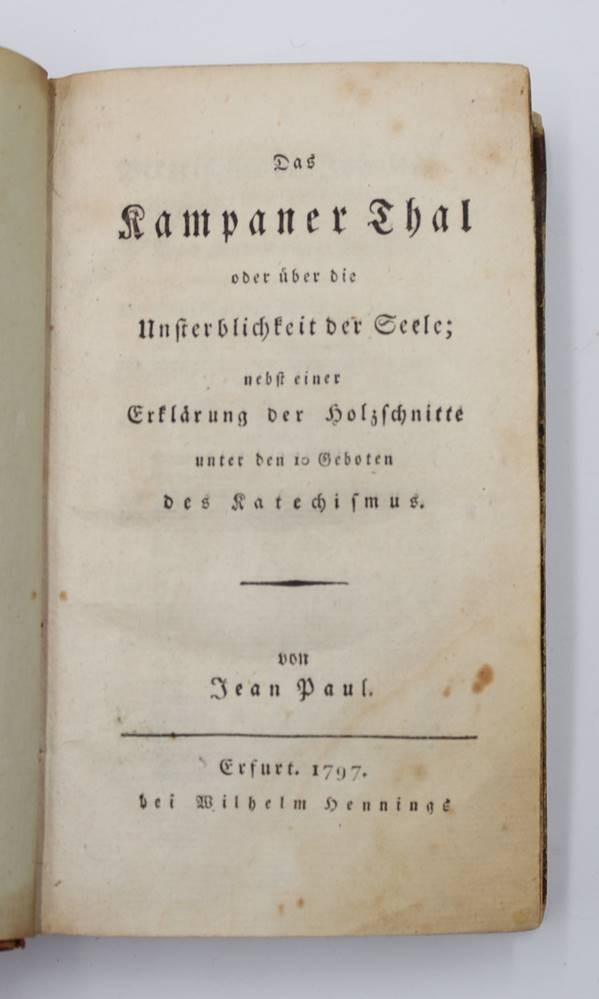 Das
Kampaner Thal
oder über die
Unſterblichkeit der Seele;
nebſt einer
Erklärung der Holzſchnitte
unter den 10 Geboten
des Katechiſmus.
von
Jean Paul.
Erfurt. 1797.
bei Wilhelm Hennings